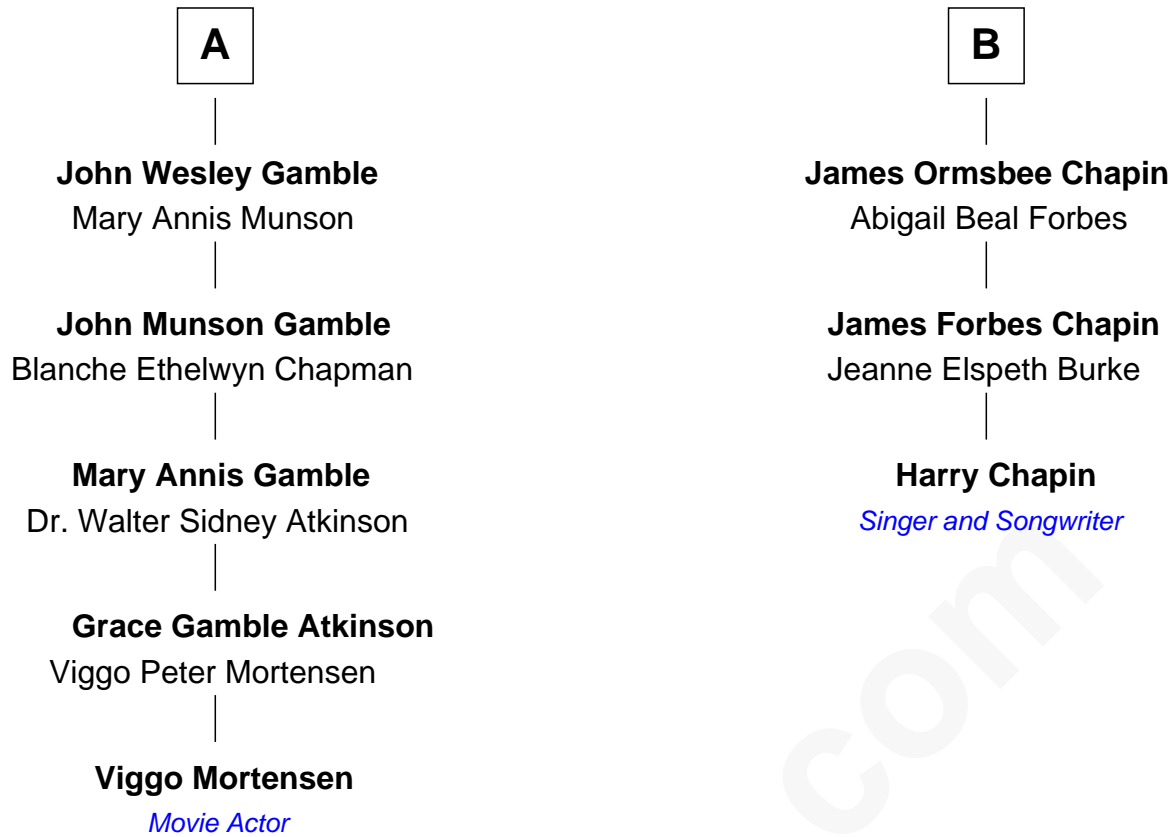 A
John Wesley Gamble
Mary Annis Munson
John Munson Gamble
Blanche Ethelwyn Chapman
Mary Annis Gamble
Dr. Walter Sidney Atkinson
Grace Gamble Atkinson
Viggo Peter Mortensen
Viggo Mortensen
Movie Actor
B
James Ormsbee Chapin
Abigail Beal Forbes
James Forbes Chapin
Jeanne Elspeth Burke
Harry Chapin
Singer and Songwriter
com